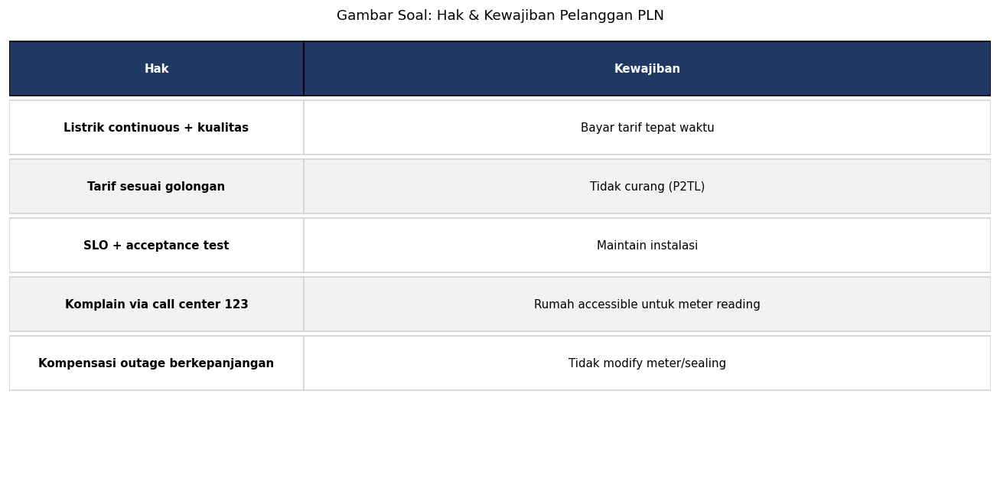 Gambar Soal: Hak & Kewajiban Pelanggan PLN
Hak
Kewajiban
Listrik continuous + kualitas
Bayar tarif tepat waktu
Tarif sesuai golongan
Tidak curang (P2TL)
SLO + acceptance test
Maintain instalasi
Komplain via call center 123
Rumah accessible untuk meter reading
Kompensasi outage berkepanjangan
Tidak modify meter/sealing